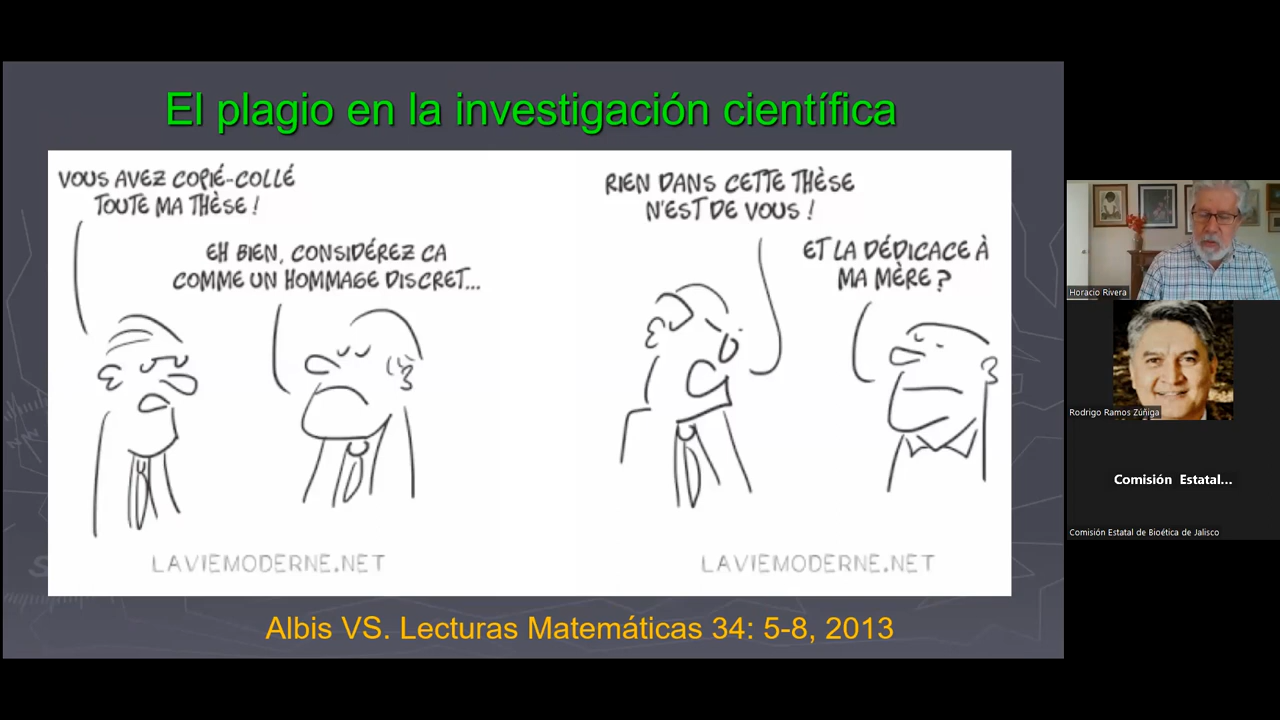 El plagio en la investigación científica
VOUS AVEZ COPIÉ-COLLÉ
TOUTE MA THÈSE !
EH BIEN, CONSIDÉREZ CA
COMME UN HOMMAGE DISCRET...
LAVIEMODERNE.NET
RIEN DANS CETTE THÈSE
N'EST DE VOUS !
ET LA DÉDICACE À
MA MÈRE ?
LAVIEMODERNE.NET
Albis VS. Lecturas Matemáticas 34: 5-8, 2013
Horacio Rivera
Rodrigo Ramos Zúñiga
Comisión Estatal...
Comisión Estatal de Bioética de Jalisco